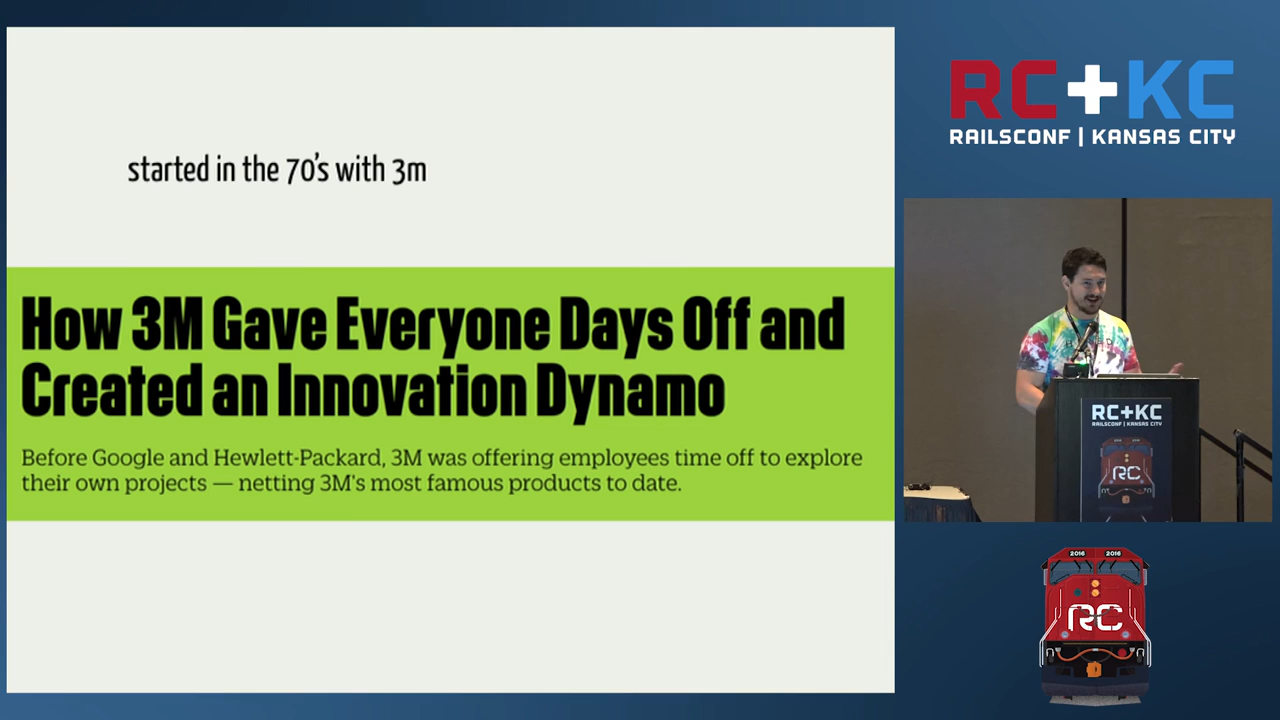 started in the 70's with 3m
How 3M Gave Everyone Days Off and
Created an Innovation Dynamo
Before Google and Hewlett-Packard, 3M was offering employees time off to explore
their own projects — netting 3M's most famous products to date.
RC+KC
RAILSCONF | KANSAS CITY
RC+KC
RAILSCONF | KANSAS CITY
RC
2016 2016
RC